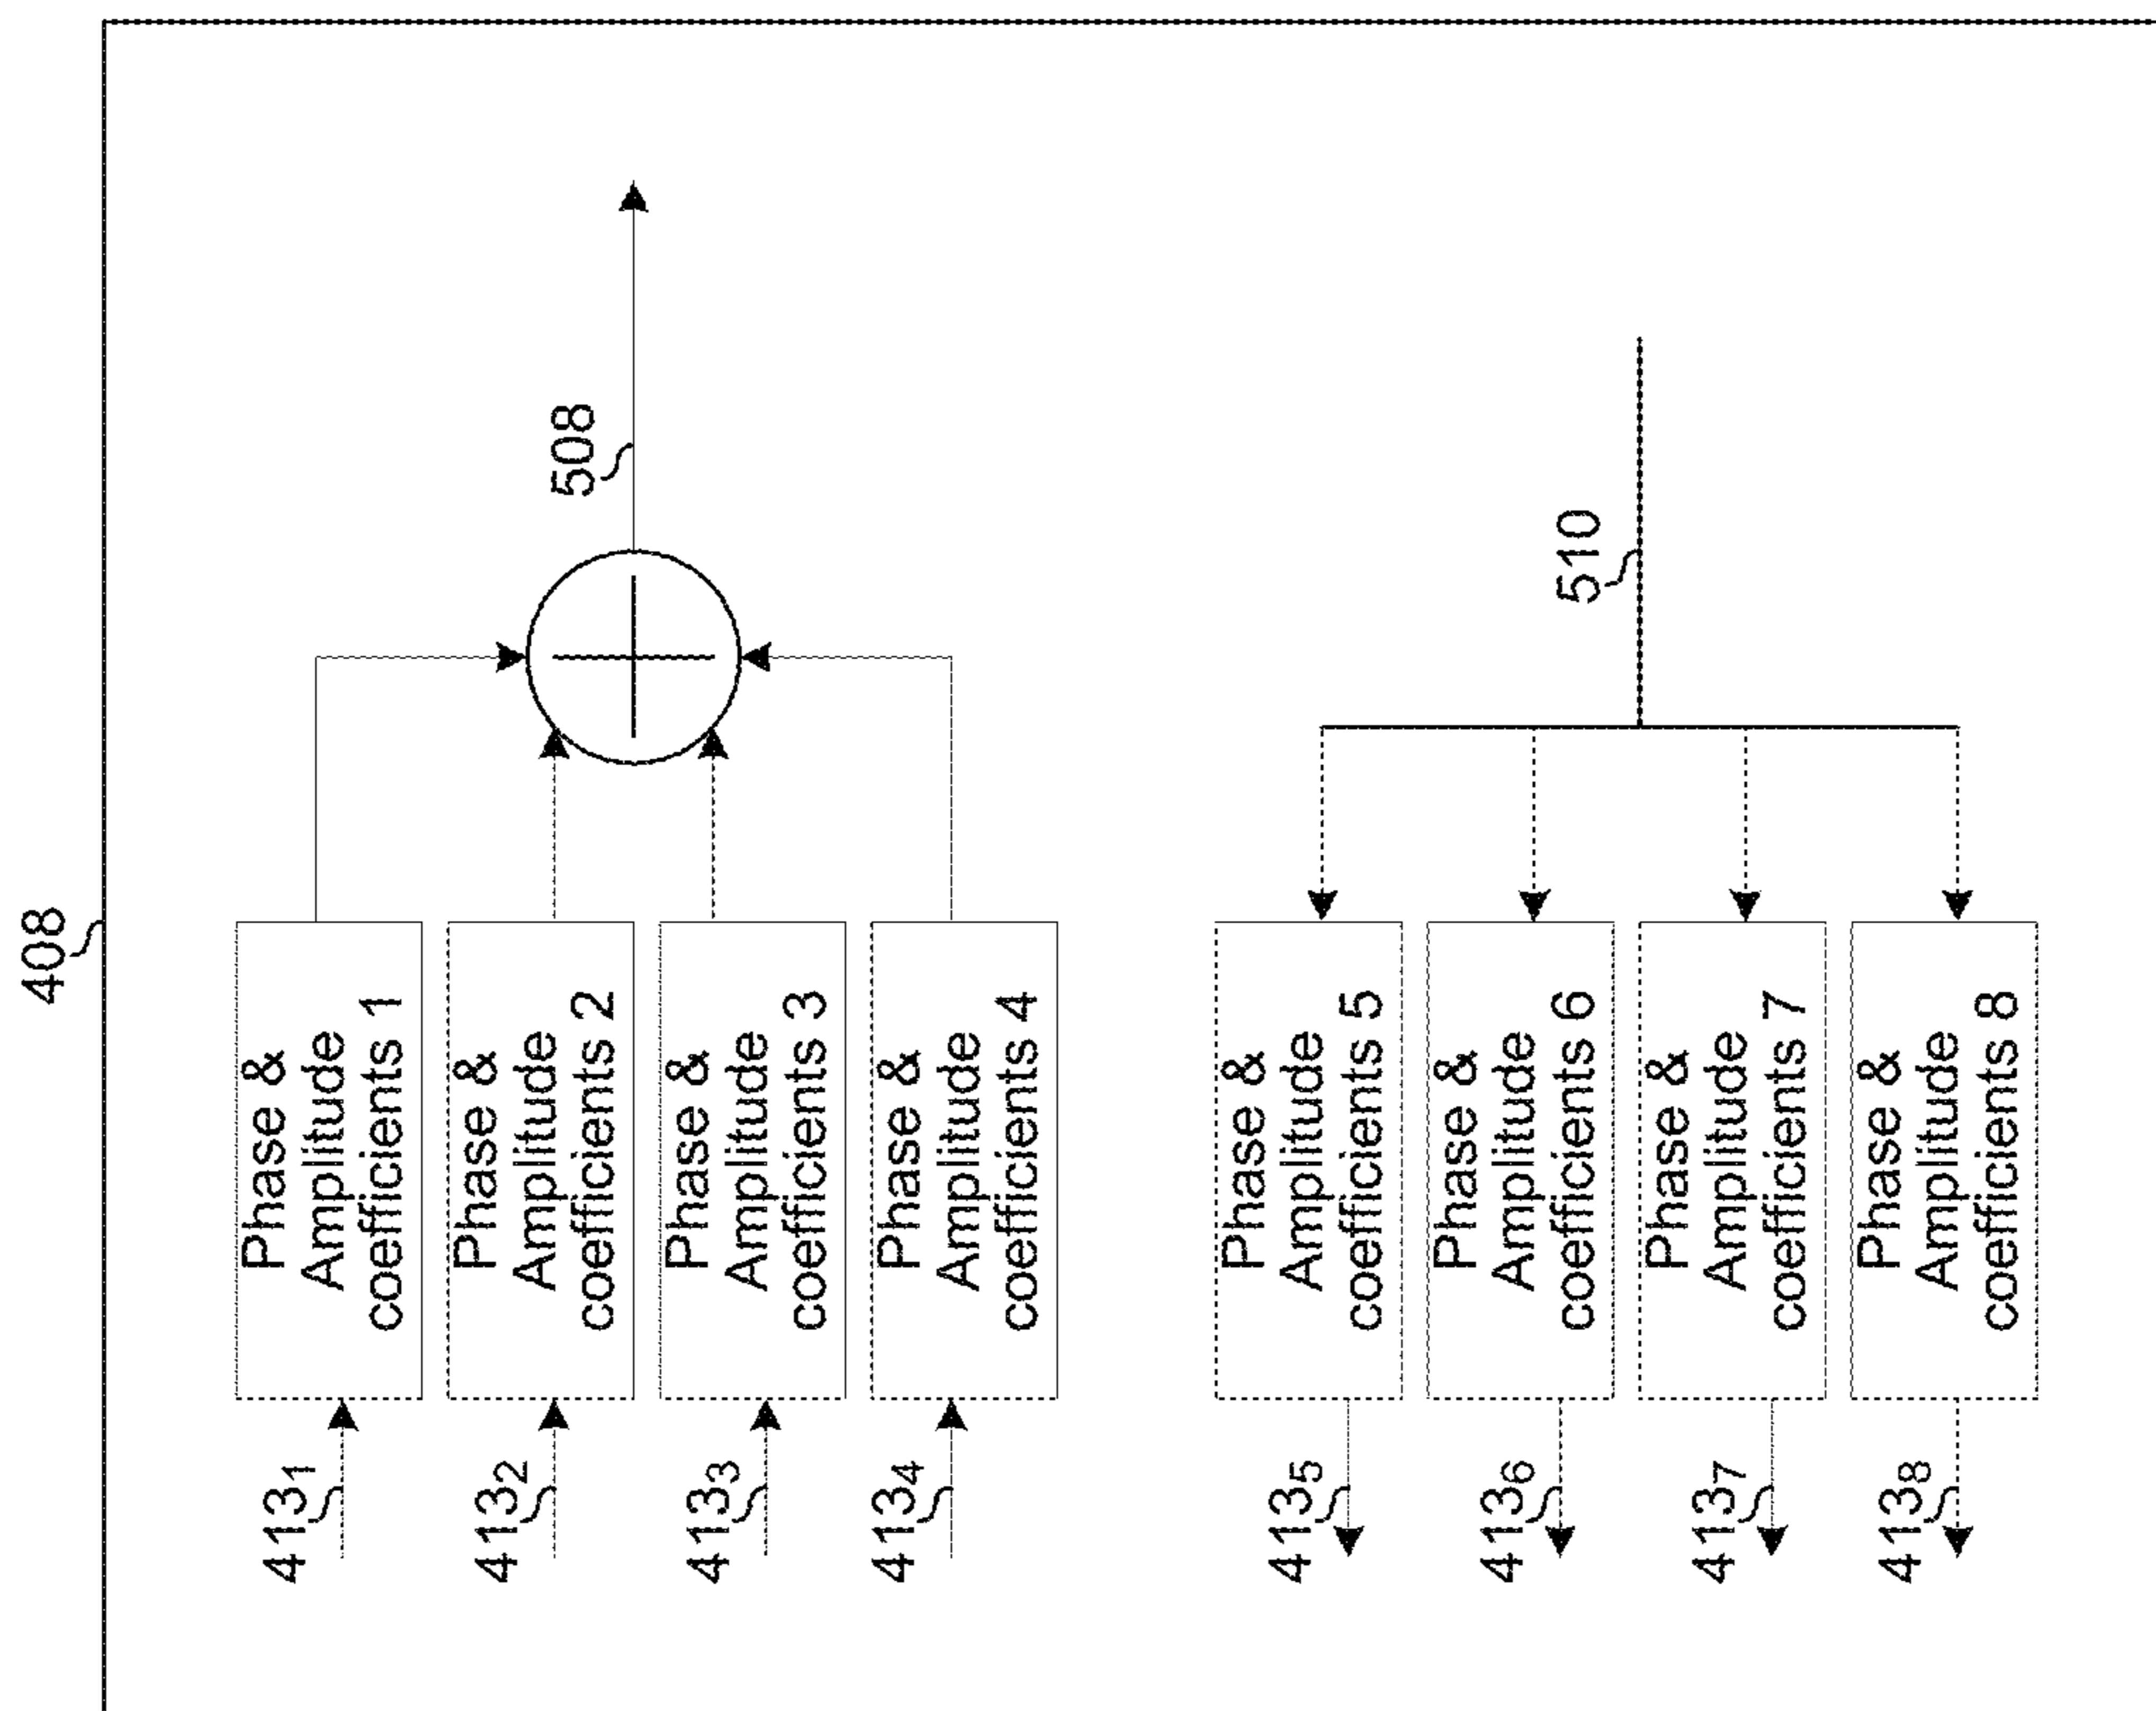 408
413₁
Phase &
Amplitude
coefficients 1
413₂
Phase &
Amplitude
coefficients 2
413₃
Phase &
Amplitude
coefficients 3
413₄
Phase &
Amplitude
coefficients 4
508
413₅
Phase &
Amplitude
coefficients 5
413₆
Phase &
Amplitude
coefficients 6
413₇
Phase &
Amplitude
coefficients 7
413₈
Phase &
Amplitude
coefficients 8
510